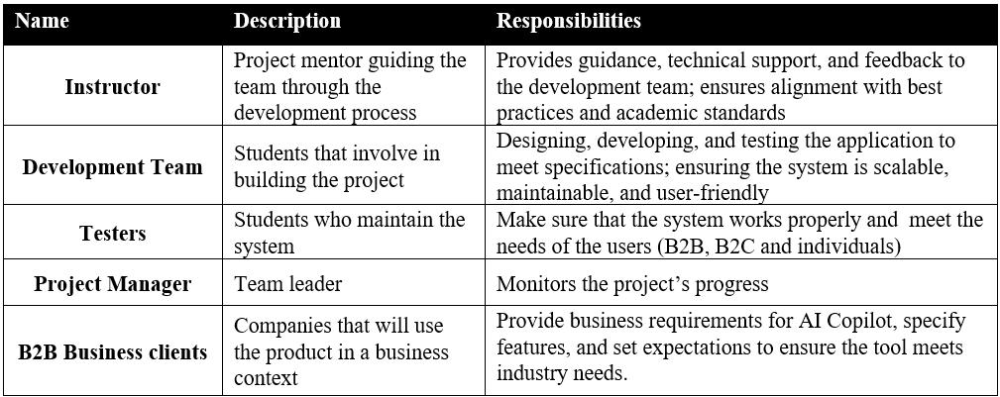 Name Description Responsibilities
Instructor
Project mentor guiding the
team through the
development process
Provides guidance, technical support, and feedback to
the development team; ensures alignment with best
practices and academic standards
Development Team
Students that involve in
building the project
Designing, developing, and testing the application to
meet specifications; ensuring the system is scalable,
maintainable, and user-friendly
Testers
Students who maintain the
system
Make sure that the system works properly and  meet the
needs of the users (B2B, B2C and individuals)
Project Manager
Team leader
Monitors the project’s progress
B2B Business clients
Companies that will use
the product in a business
context
Provide business requirements for AI Copilot, specify
features, and set expectations to ensure the tool meets
industry needs.